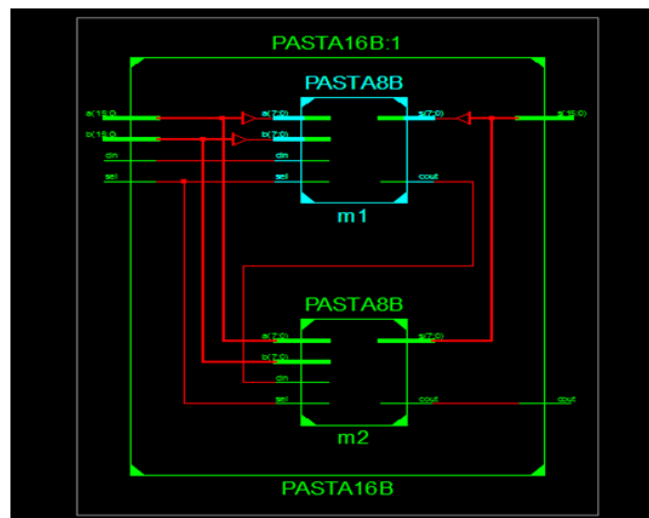 PASTA16B:1
PASTA8B
a(15:0) a(7:0) s(7:0) s(15:0)
b(15:0) b(7:0)
cin cin
sel sel cout
m1
PASTA8B
a(7:0) s(7:0)
b(7:0)
cin
sel cout cout
m2
PASTA16B